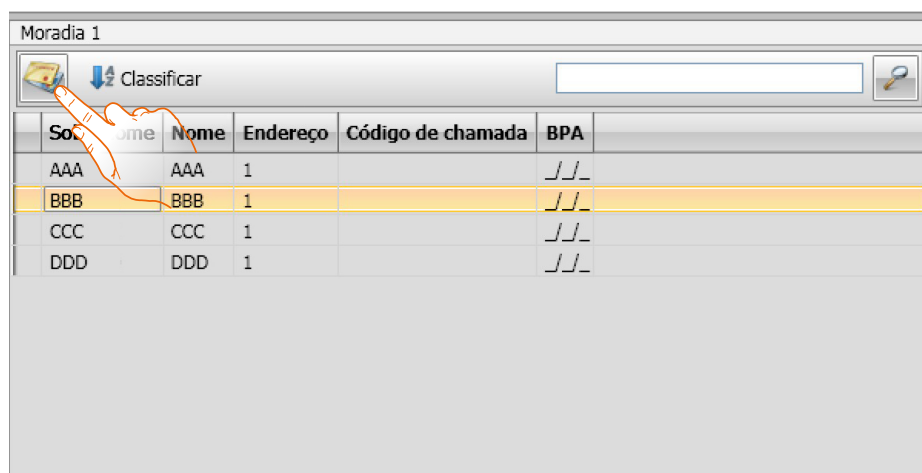 Moradia 1
Classificar
Nome Endereço Código de chamada BPA
AAA AAA 1 _/_/_
BBB BBB 1 _/_/_
CCC CCC 1 _/_/_
DDD DDD 1 _/_/_